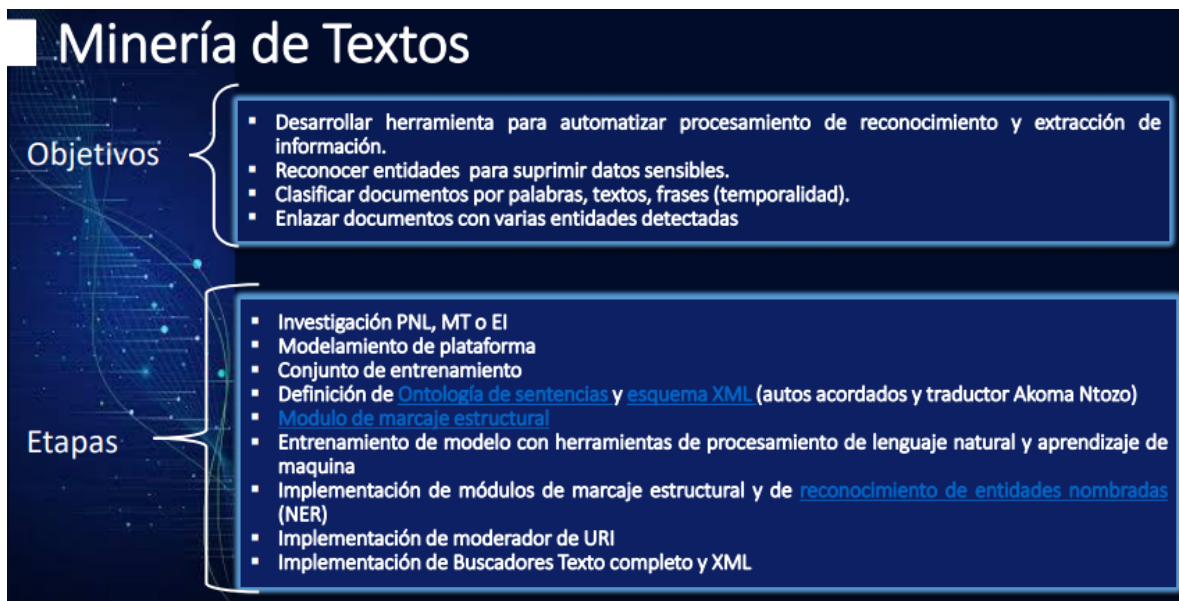 Minería de Textos
Objetivos
▪ Desarrollar herramienta para automatizar procesamiento de reconocimiento y extracción de
información.
▪ Reconocer entidades para suprimir datos sensibles.
▪ Clasificar documentos por palabras, textos, frases (temporalidad).
▪ Enlazar documentos con varias entidades detectadas
Etapas
▪ Investigación PNL, MT o EI
▪ Modelamiento de plataforma
▪ Conjunto de entrenamiento
▪ Definición de Ontología de sentencias y esquema XML (autos acordados y traductor Akoma Ntozo)
▪ Modulo de marcaje estructural
▪ Entrenamiento de modelo con herramientas de procesamiento de lenguaje natural y aprendizaje de
maquina
▪ Implementación de módulos de marcaje estructural y de reconocimiento de entidades nombradas
(NER)
▪ Implementación de moderador de URI
▪ Implementación de Buscadores Texto completo y XML